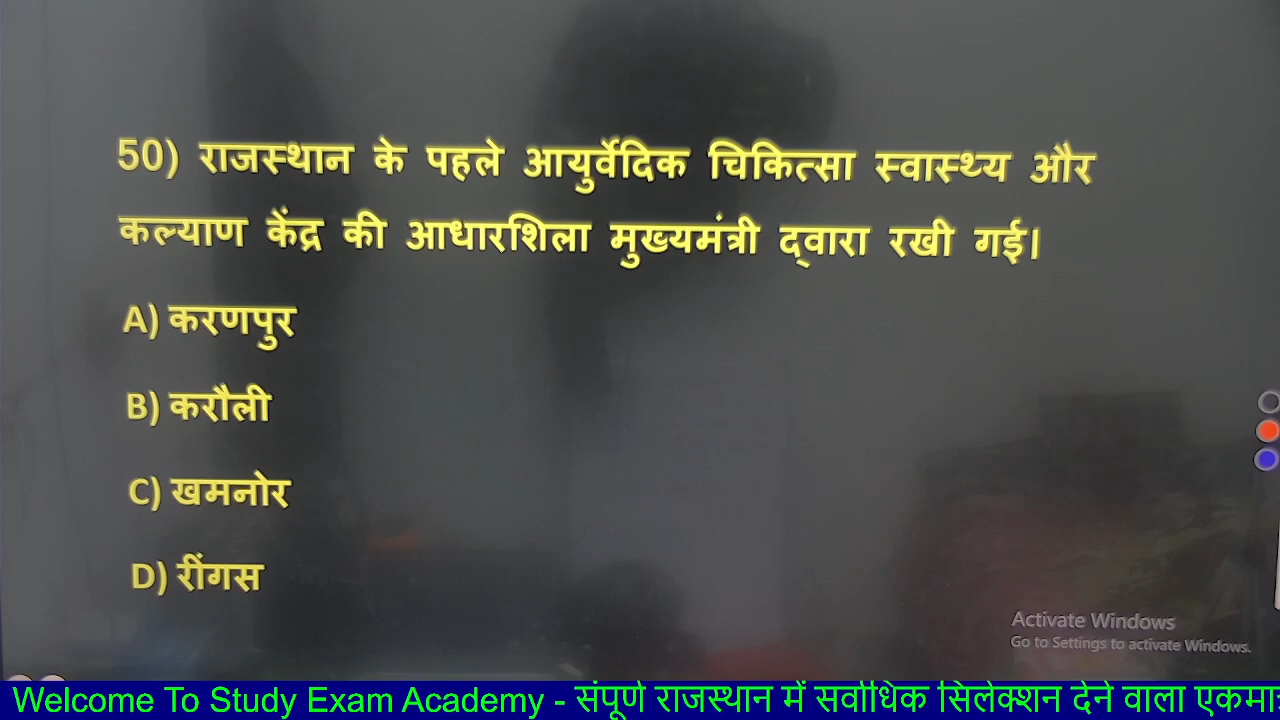 50) राजस्थान के पहले आयुर्वेदिक चिकित्सा स्वास्थ्य और
कल्याण केंद्र की आधारशिला मुख्यमंत्री द्वारा रखी गई।
A) करणपुर
B) करौली
C) खमनोर
D) रींगस
Activate Windows
Go to Settings to activate Windows.
Welcome To Study Exam Academy - संपूर्ण राजस्थान में सर्वाधिक सिलेक्शन देने वाला